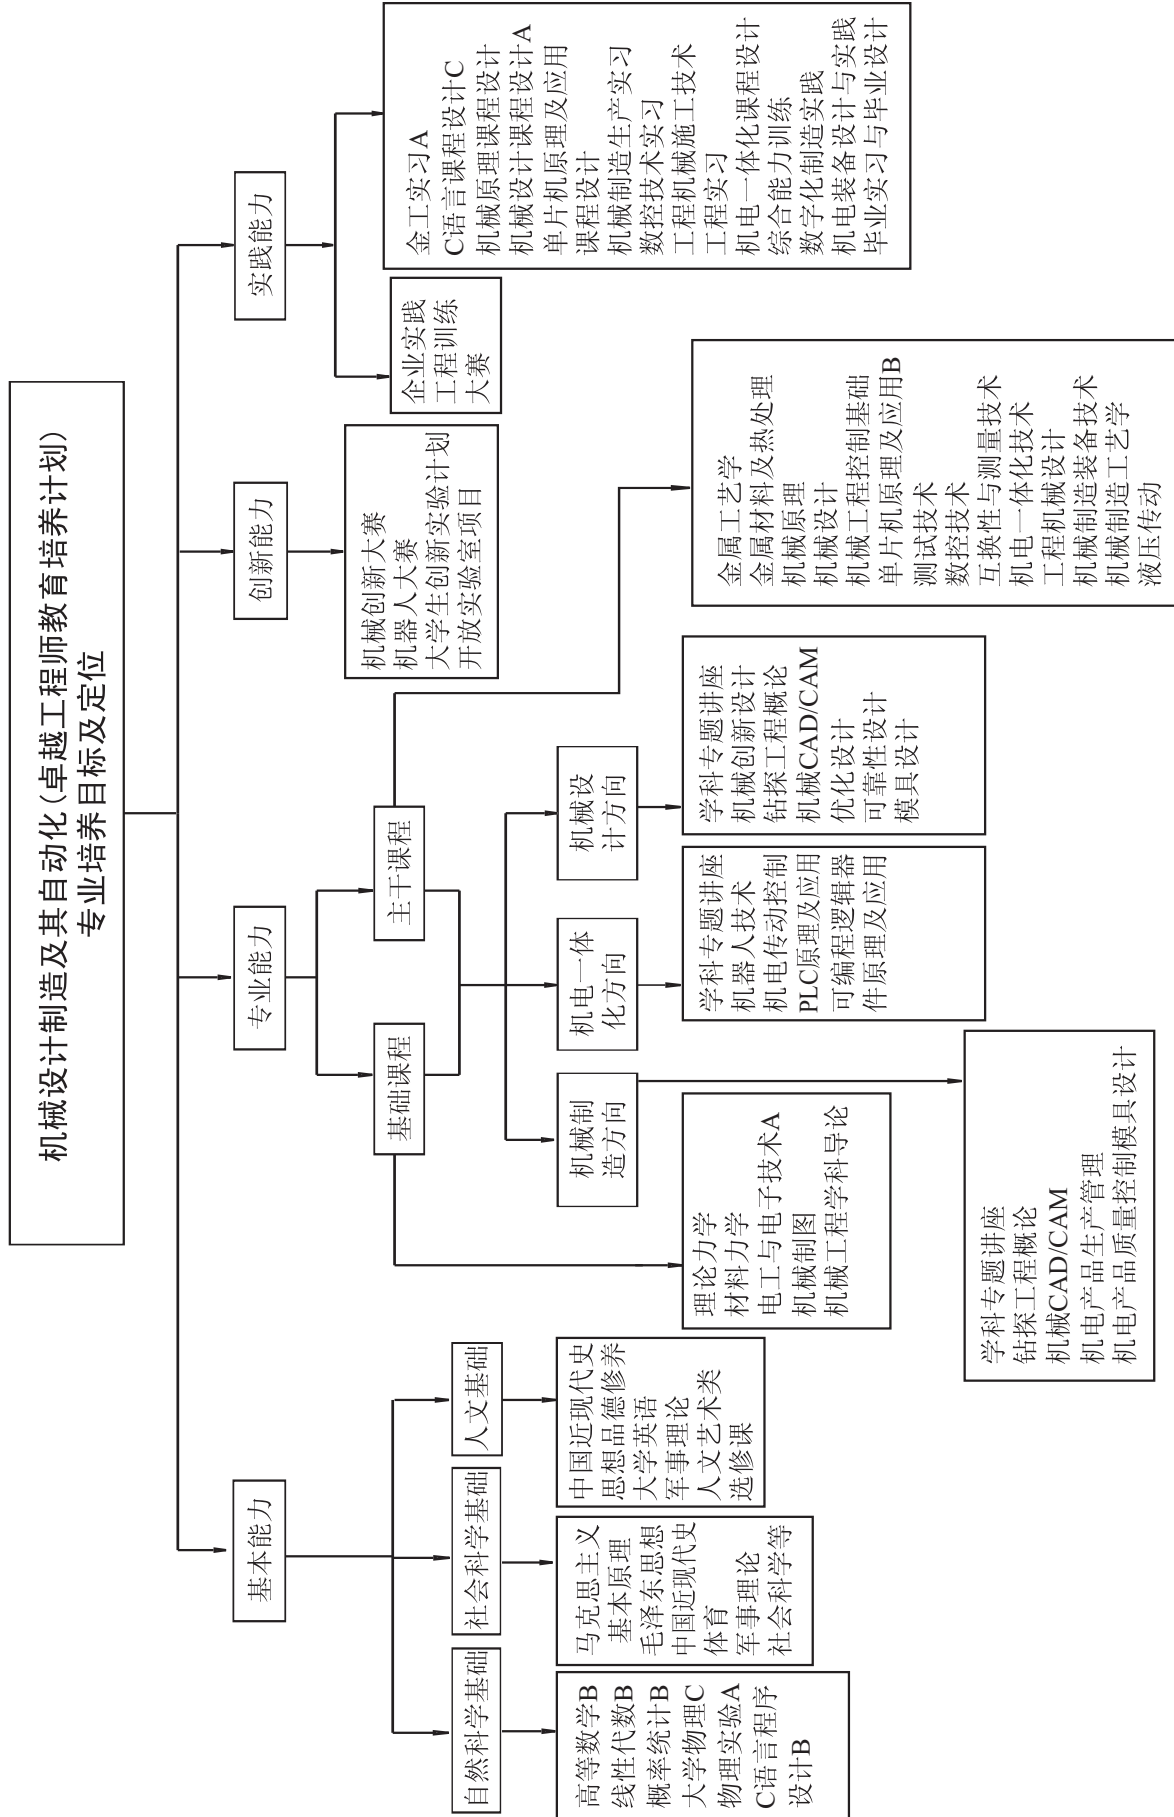 机械设计制造及其自动化(卓越工程师教育培养计划)
专业培养目标及定位
基本能力
专业能力
创新能力
实践能力
自然科学基础
社会科学基础
人文基础
高等数学B
线性代数B
概率统计B
大学物理C
物理实验A
C语言程序
设计B
马克思主义
基本原理
毛泽东思想
中国近现代史
体育
军事理论
社会科学等
中国近现代史
思想品德修养
大学英语
军事理论
人文艺术类
选修课
基础课程
主干课程
理论力学
材料力学
电工与电子技术A
机械制图
机械工程学科导论
机械制
造方向
机电一体
化方向
机械设
计方向
学科专题讲座
钻探工程概论
机械CAD/CAM
机电产品生产管理
机电产品质量控制模具设计
学科专题讲座
机器人技术
机电传动控制
PLC原理及应用
可编程逻辑器
件原理及应用
学科专题讲座
机械创新设计
钻探工程概论
机械CAD/CAM
优化设计
可靠性设计
模具设计
金属工艺学
金属材料及热处理
机械原理
机械设计
机械工程控制基础
单片机原理及应用B
测试技术
数控技术
互换性与测量技术
机电一体化技术
工程机械设计
机械制造装备技术
机械制造工艺学
液压传动
机械创新大赛
机器人大赛
大学生创新实验计划
开放实验室项目
企业实践
工程训练
大赛
金工实习A
C语言课程设计C
机械原理课程设计
机械设计课程设计A
单片机原理及应用
课程设计
机械制造生产实习
数控技术实习
工程机械施工技术
工程实习
机电一体化课程设计
综合能力训练
数字化制造实践
机电装备设计与实践
毕业实习与毕业设计